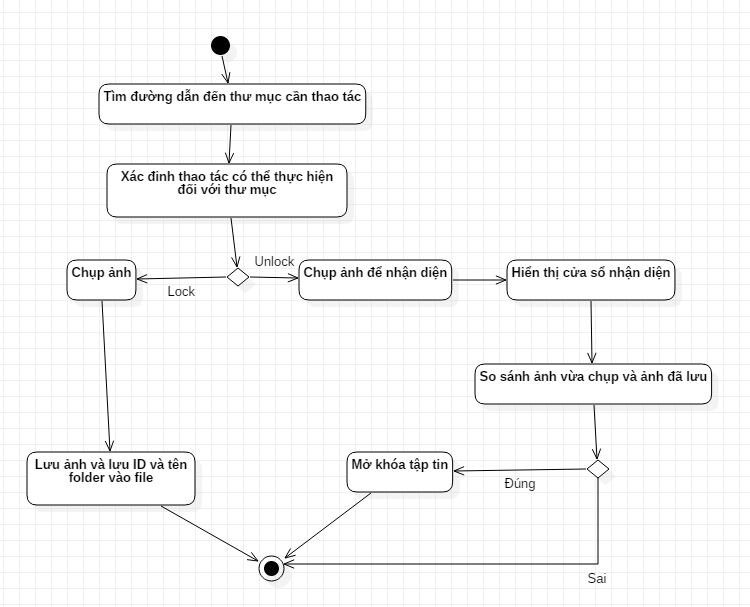 Tìm đường dẫn đến thư mục cần thao tác
Xác đinh thao tác có thể thực hiện
đối với thư mục
Unlock
Chụp ảnh
Lock
Chụp ảnh để nhận diện
Hiển thị cửa sổ nhận diện
So sánh ảnh vừa chụp và ảnh đã lưu
Lưu ảnh và lưu ID và tên
folder vào file
Mở khóa tập tin
Đúng
Sai